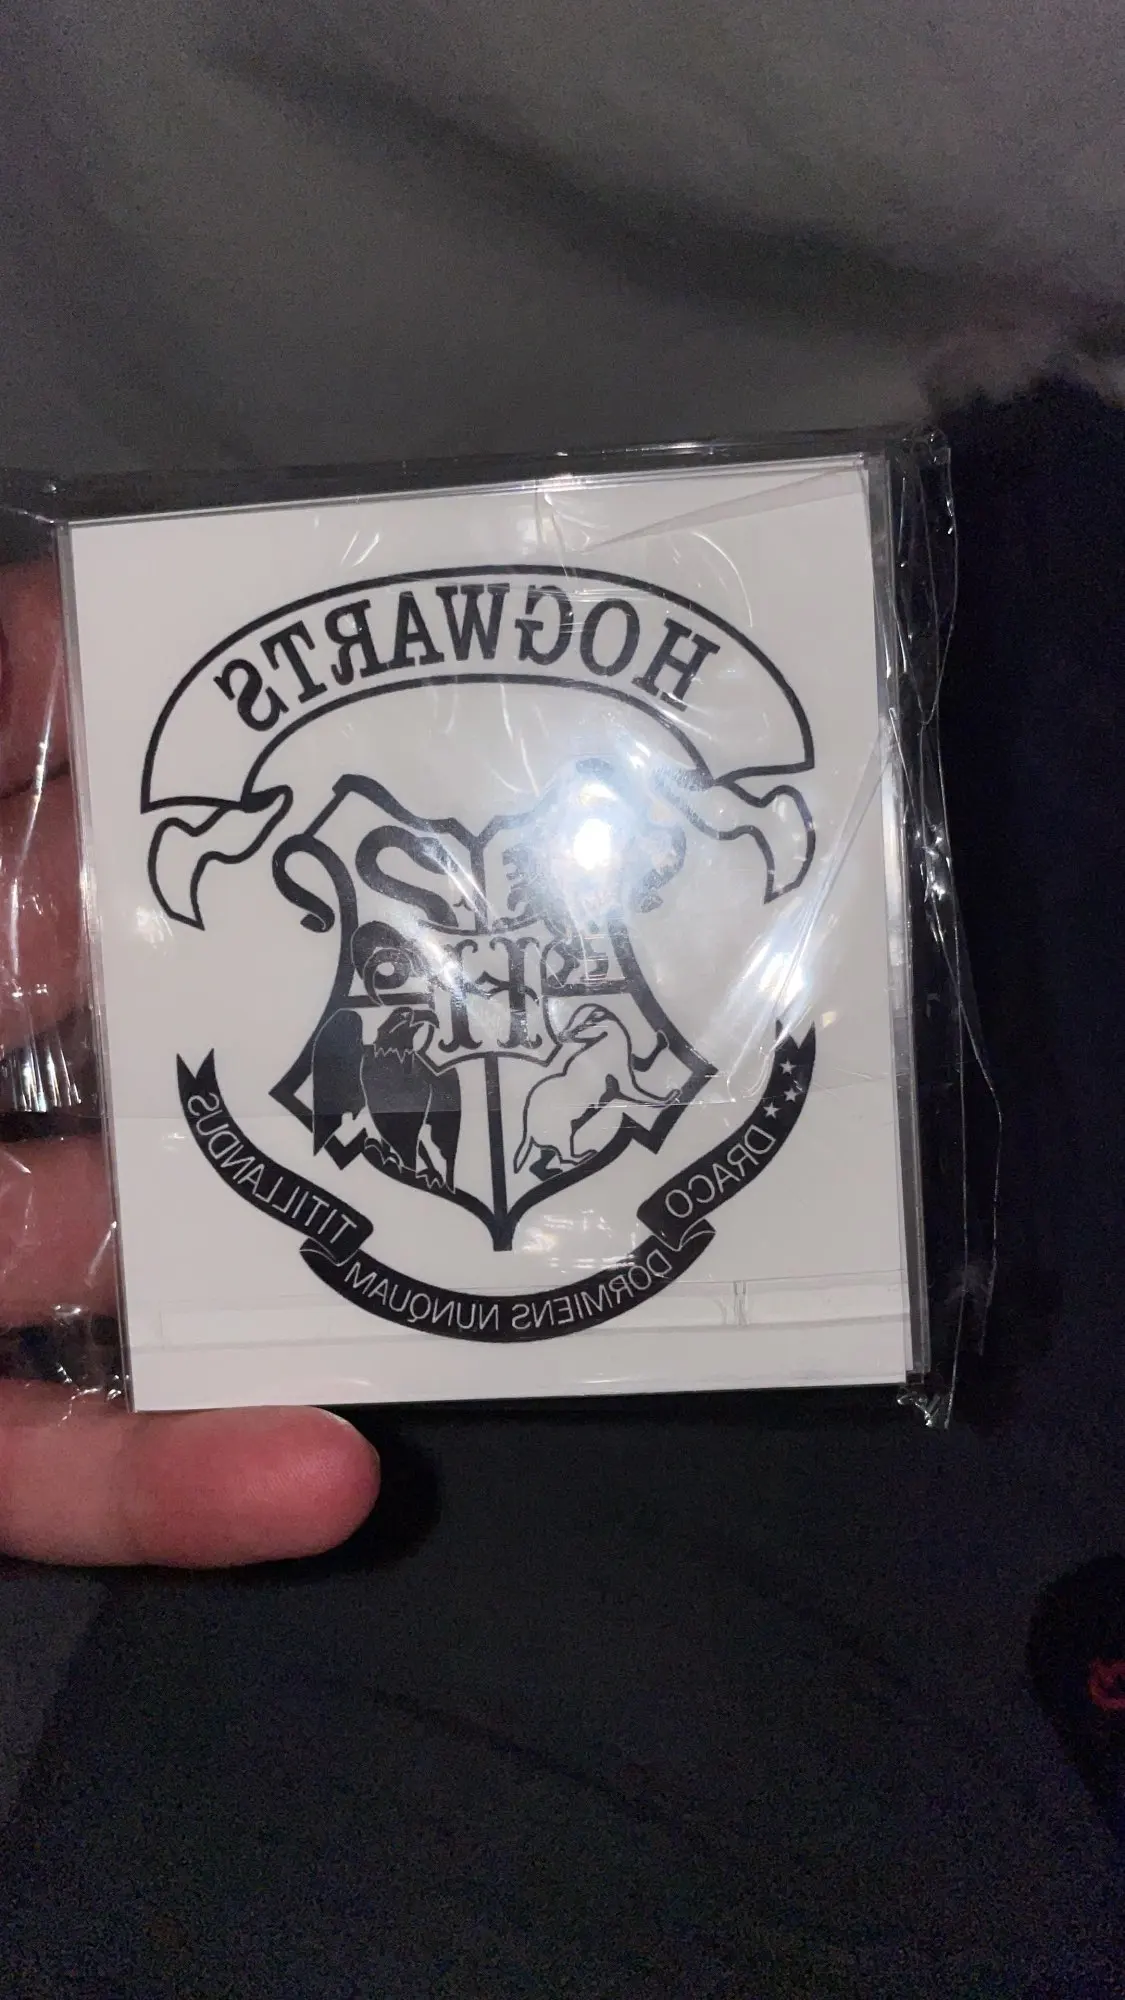 HOGWARTS
H
DRACO DORMIENS NUNQUAM TITILLANDUS